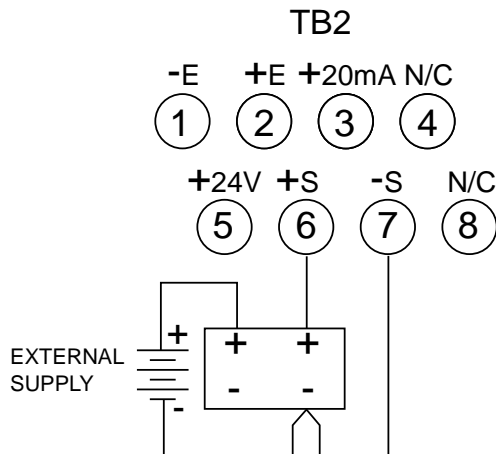 TB2
-E +E +20mA N/C
1 2 3 4
+24V +S -S N/C
5 6 7 8
+ + +
EXTERNAL
SUPPLY
- - -